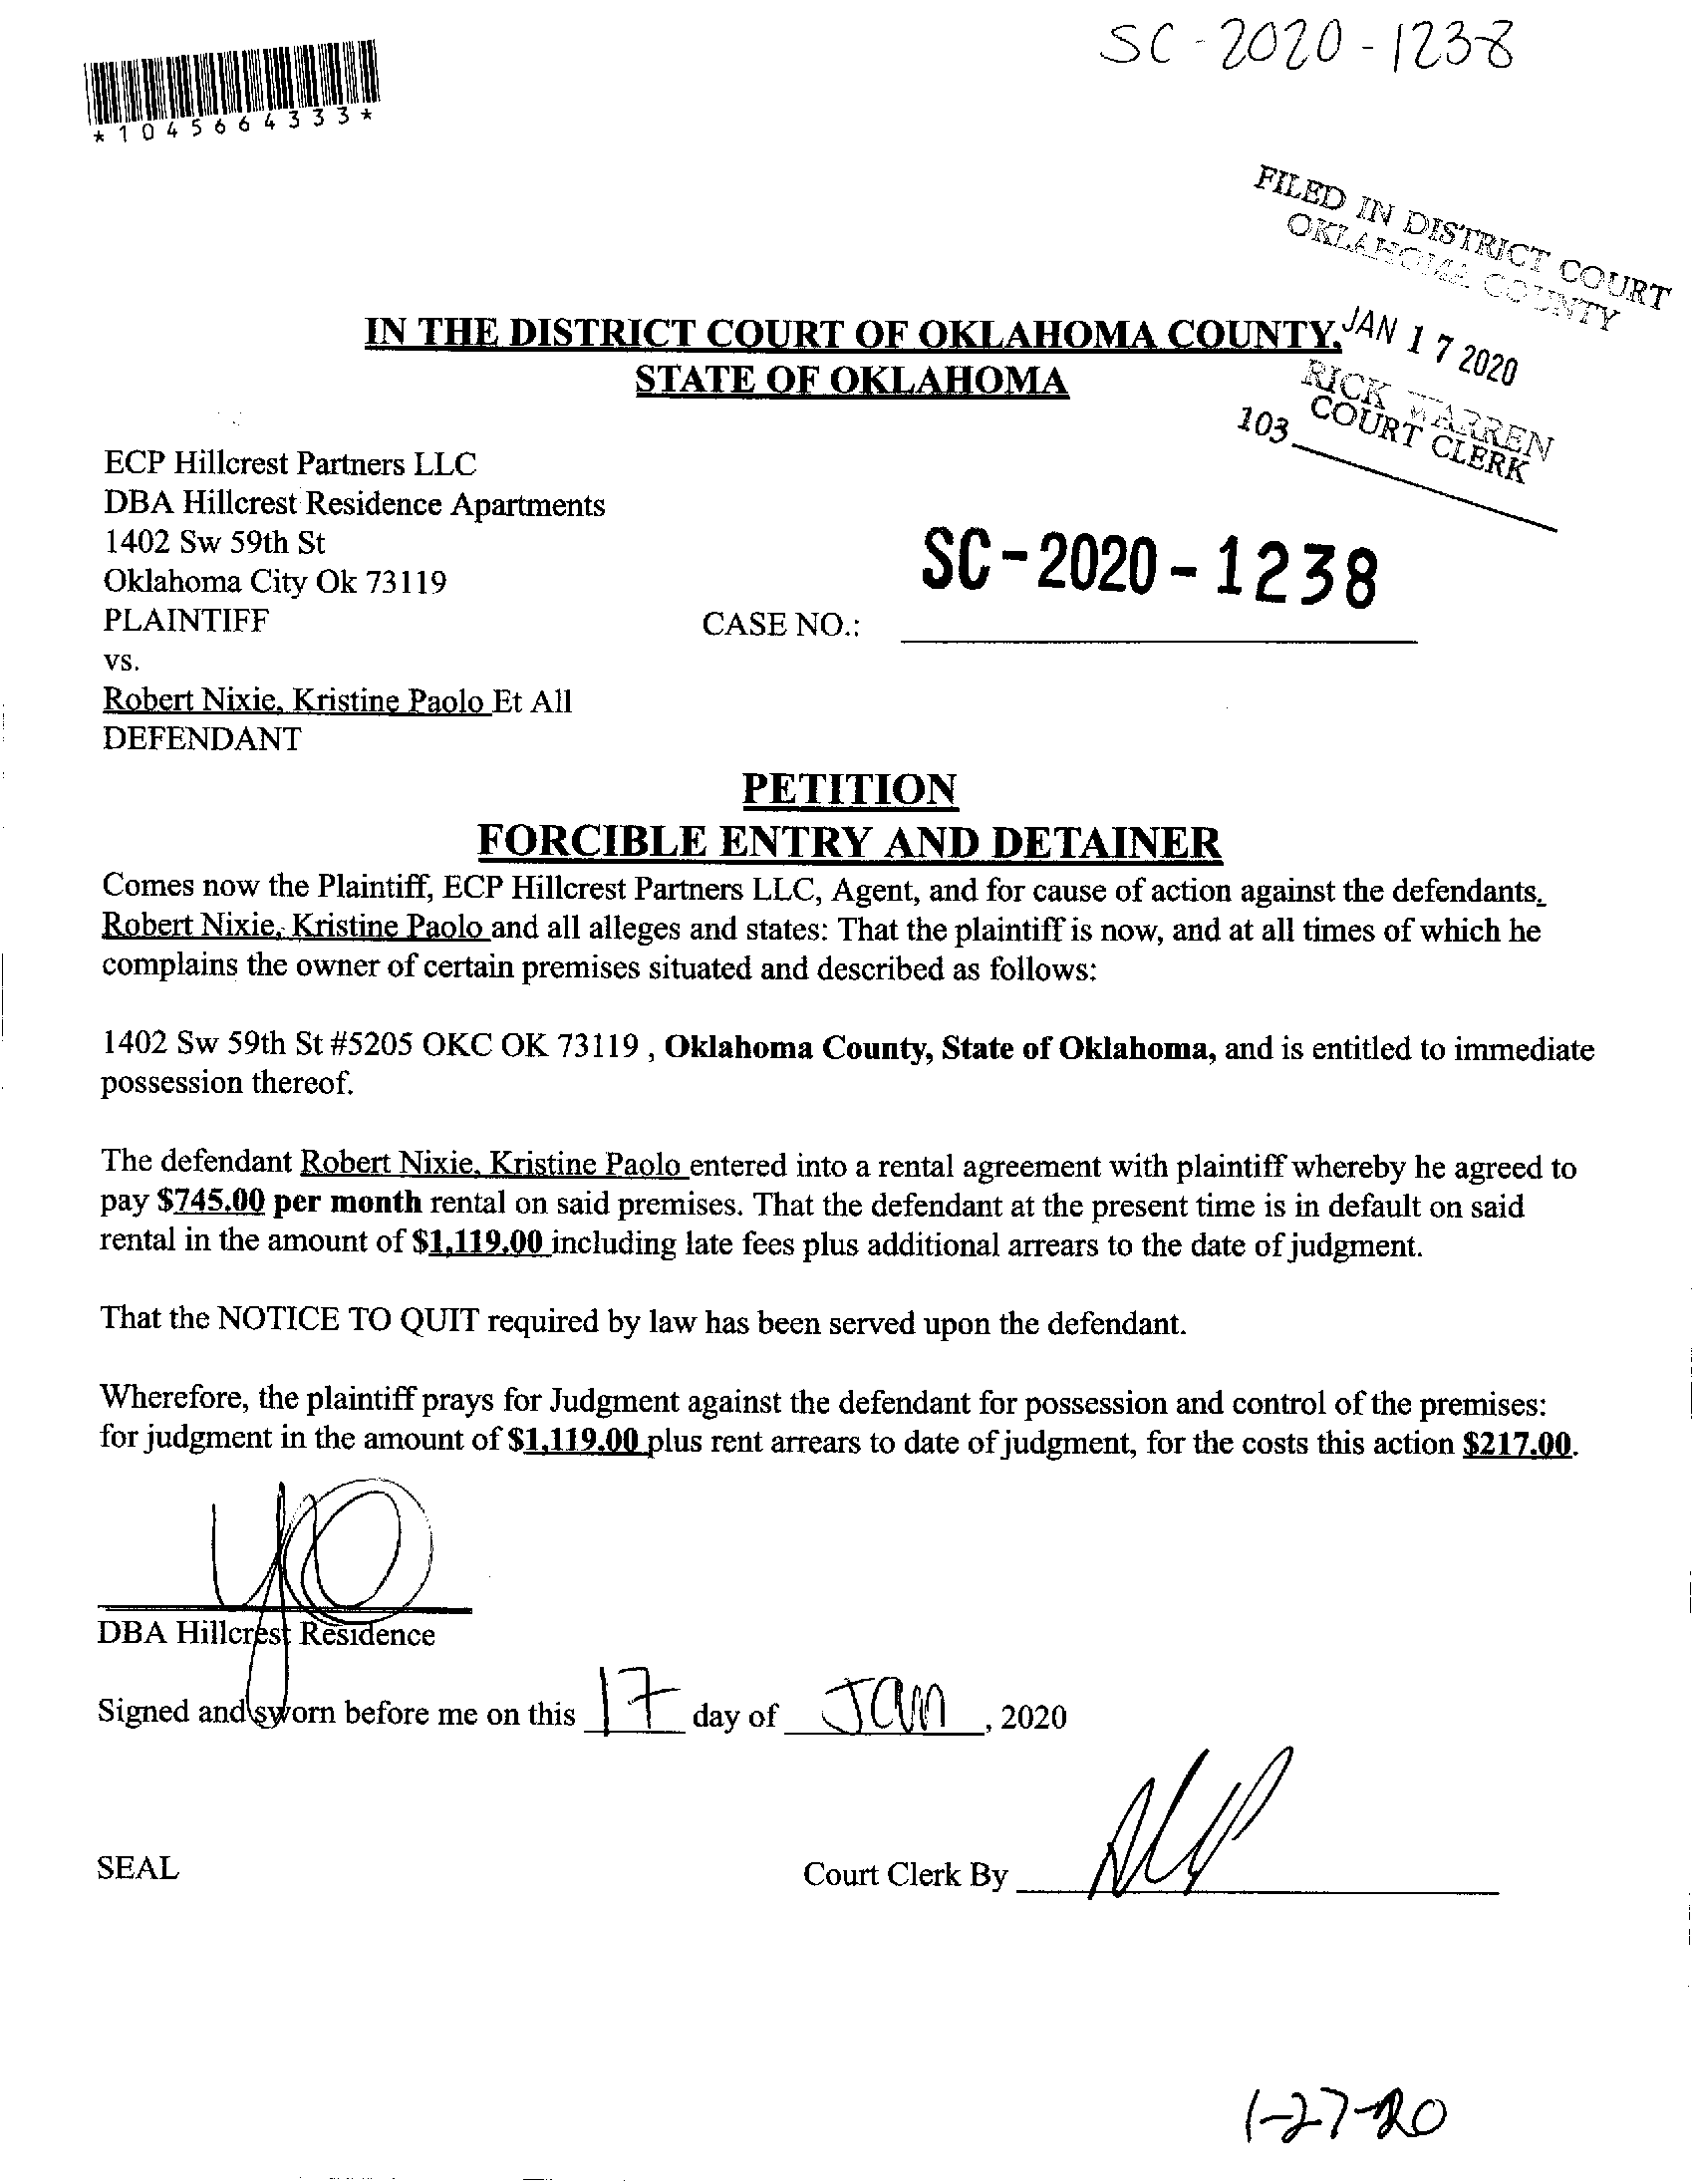 SC-2020-1238
*1045664333*
FILED IN DISTRICT COURT
OKLAHOMA COUNTY
JAN 17 2020
RICK WARREN
COURT CLERK
103
IN THE DISTRICT COURT OF OKLAHOMA COUNTY,
STATE OF OKLAHOMA
ECP Hillcrest Partners LLC
DBA Hillcrest Residence Apartments
1402 Sw 59th St
Oklahoma City Ok 73119
PLAINTIFF
CASE NO.: SC-2020-1238
vs.
Robert Nixie, Kristine Paolo Et All
DEFENDANT
PETITION
FORCIBLE ENTRY AND DETAINER
Comes now the Plaintiff, ECP Hillcrest Partners LLC, Agent, and for cause of action against the defendants.
Robert Nixie, Kristine Paolo and all alleges and states: That the plaintiff is now, and at all times of which he
complains the owner of certain premises situated and described as follows:
1402 Sw 59th St #5205 OKC OK 73119 , Oklahoma County, State of Oklahoma, and is entitled to immediate
possession thereof.
The defendant Robert Nixie, Kristine Paolo entered into a rental agreement with plaintiff whereby he agreed to
pay $745.00 per month rental on said premises. That the defendant at the present time is in default on said
rental in the amount of $1,119.00 including late fees plus additional arrears to the date of judgment.
That the NOTICE TO QUIT required by law has been served upon the defendant.
Wherefore, the plaintiff prays for Judgment against the defendant for possession and control of the premises:
for judgment in the amount of $1,119.00 plus rent arrears to date of judgment, for the costs this action $217.00.
DBA Hillcrest Residence
Signed and sworn before me on this 17 day of Jan, 2020
SEAL
Court Clerk By
1-27-20